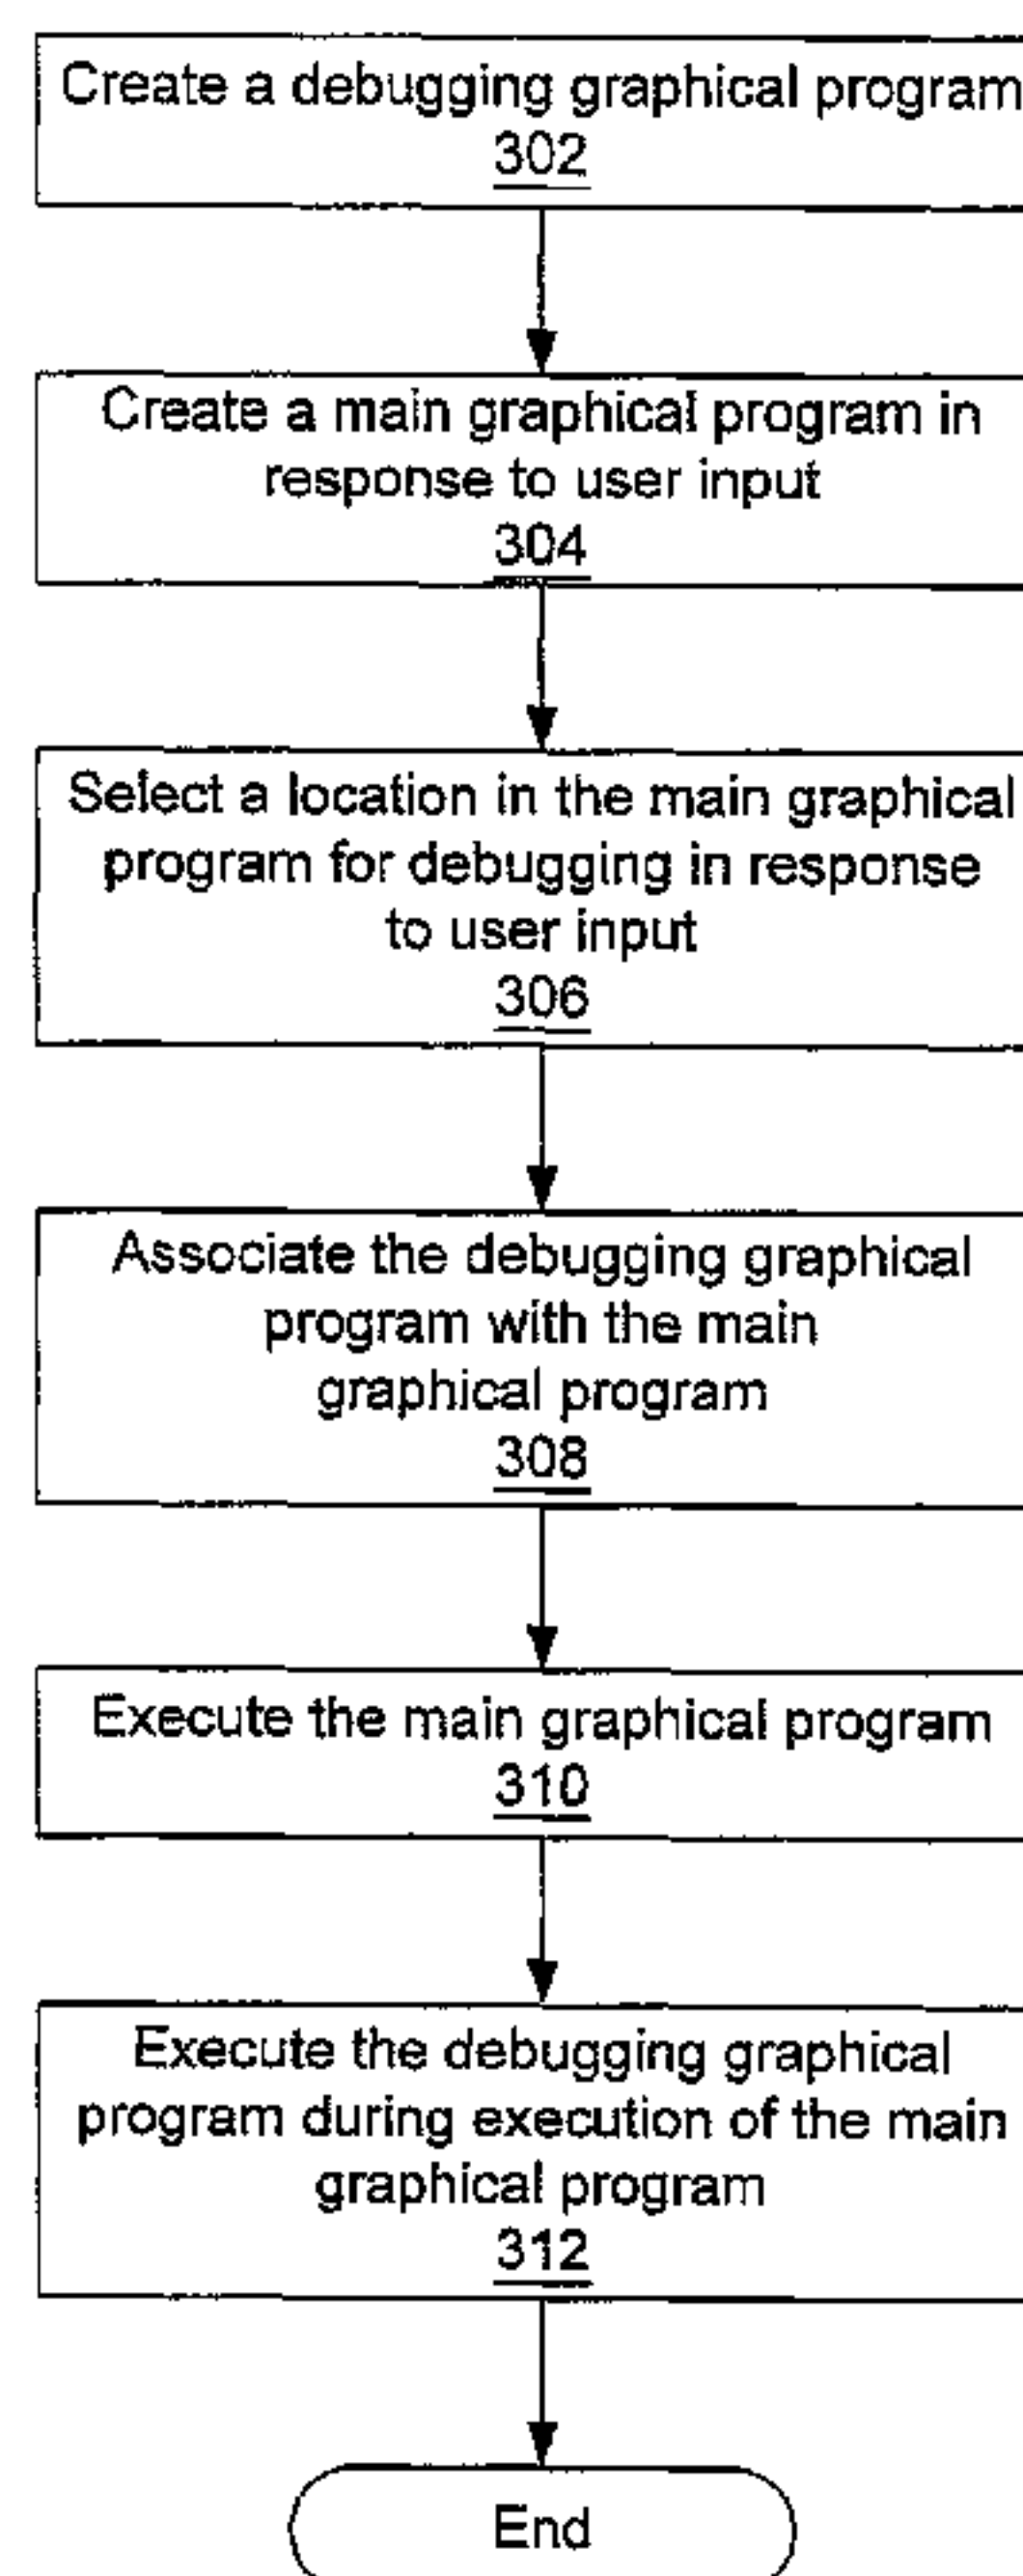 Create a debugging graphical program
302
Create a main graphical program in
response to user input
304
Select a location in the main graphical
program for debugging in response
to user input
306
Associate the debugging graphical
program with the main
graphical program
308
Execute the main graphical program
310
Execute the debugging graphical
program during execution of the main
graphical program
312
End